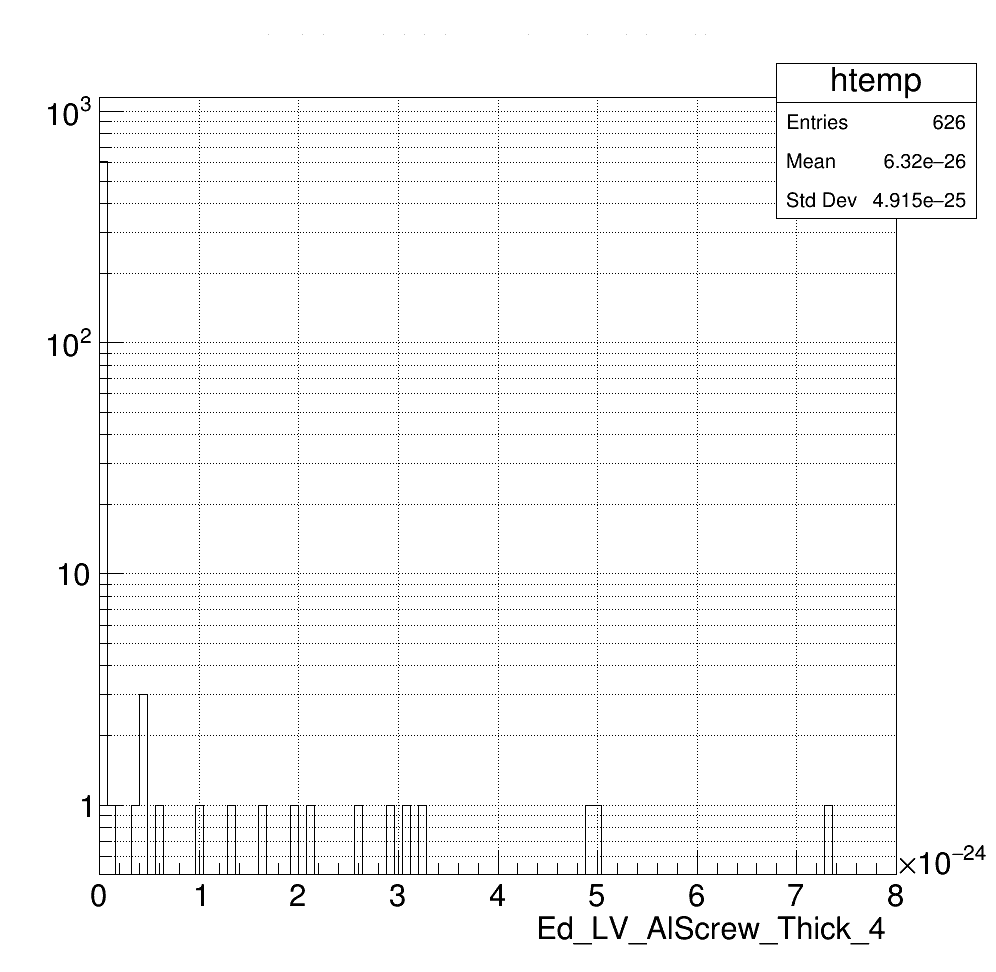 htemp
Entries 626
Mean 6.32e−26
Std Dev 4.915e−25
10³
10²
10
1
0 1 2 3 4 5 6 7 8
×10⁻²⁴
Ed_LV_AlScrew_Thick_4